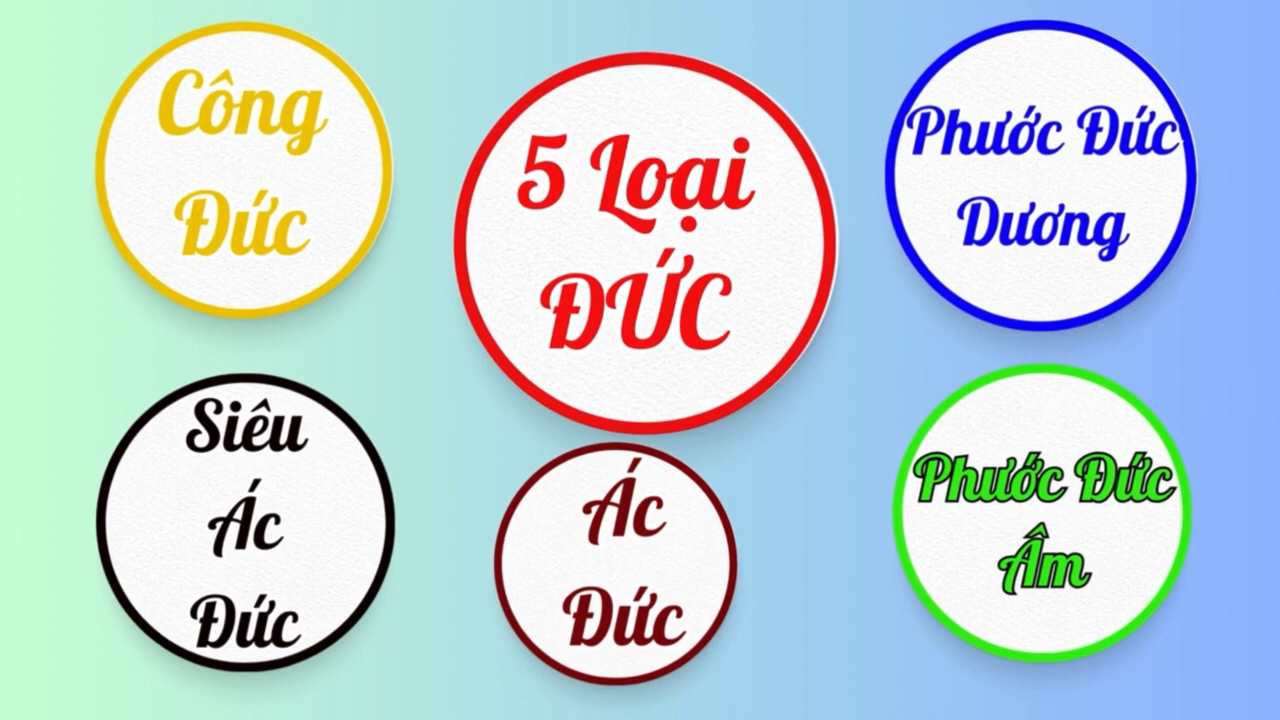 Công
Đức
5 Loại
ĐỨC
Phước Đức
Dương
Siêu
Ác
Đức
Ác
Đức
Phước Đức
Âm